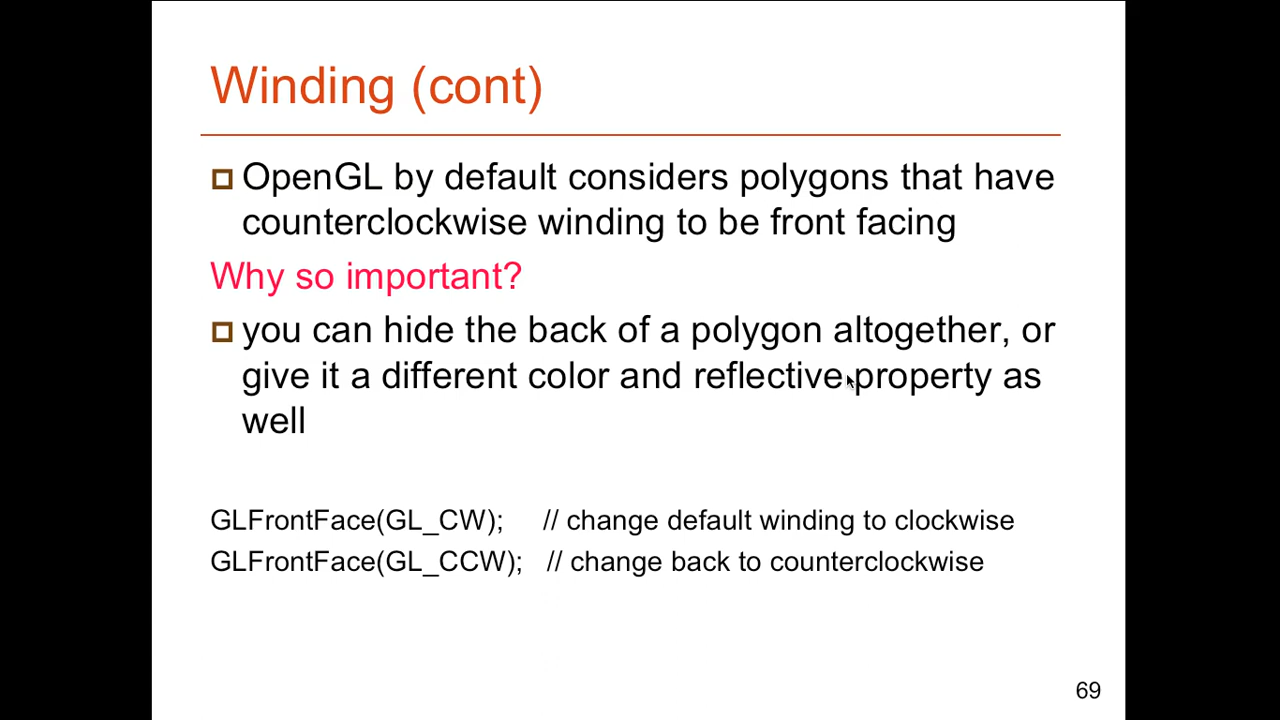 Winding (cont)
OpenGL by default considers polygons that have
counterclockwise winding to be front facing
Why so important?
you can hide the back of a polygon altogether, or
give it a different color and reflective property as
well
GLFrontFace(GL_CW); // change default winding to clockwise
GLFrontFace(GL_CCW); // change back to counterclockwise
69